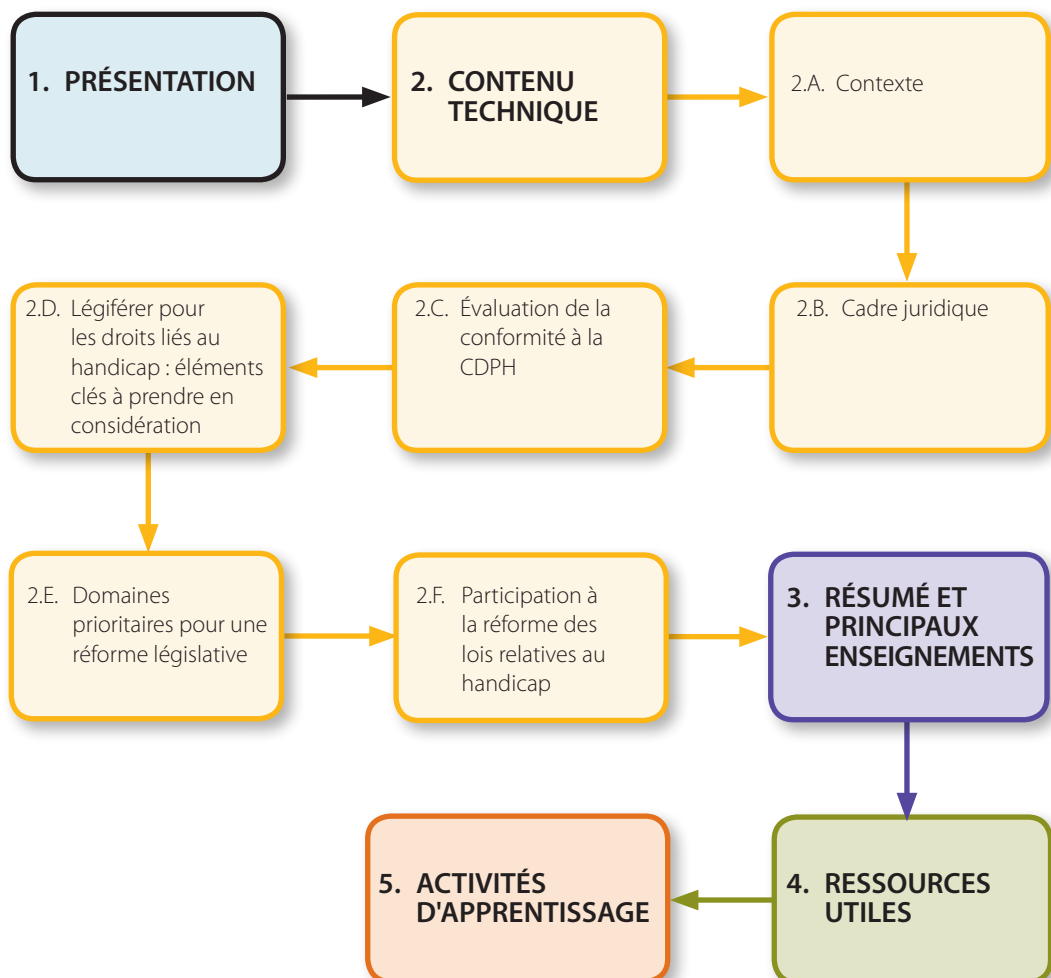 1. PRÉSENTATION
2. CONTENU
TECHNIQUE
2.A. Contexte
2.B. Cadre juridique
2.C. Évaluation de la
conformité à la
CDPH
2.D. Légiférer pour
les droits liés au
handicap : éléments
clés à prendre en
considération
2.E. Domaines
prioritaires pour une
réforme législative
2.F. Participation à
la réforme des
lois relatives au
handicap
3. RÉSUMÉ ET
PRINCIPAUX
ENSEIGNEMENTS
4. RESSOURCES
UTILES
5. ACTIVITÉS
D'APPRENTISSAGE